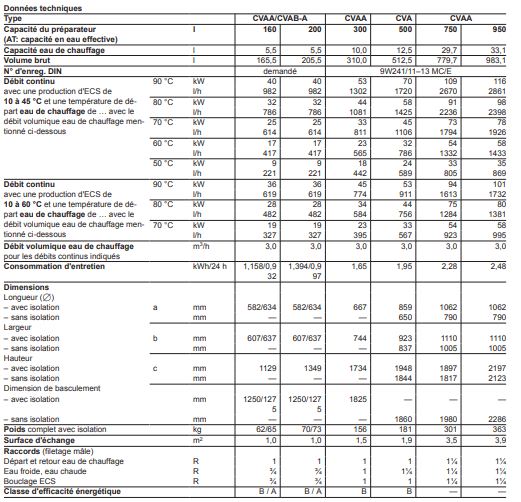 Données techniques
Type CVAA/CVAB-A CVAA CVA CVAA
Capacité du préparateur l 160 200 300 500 750 950
(AT: capacité en eau effective)
Capacité eau de chauffage l 5,5 5,5 10,0 12,5 29,7 33,1
Volume brut l 165,5 205,5 310,0 512,5 779,7 983,1
N° d'enreg. DIN demandé 9W241/11–13 MC/E
Débit continu 90 °C kW 40 40 53 70 109 116
avec une production d'ECS de l/h 982 982 1302 1720 2670 2861
10 à 45 °C et une température de dé- 80 °C kW 32 32 44 58 91 98
part eau de chauffage de … avec le l/h 786 786 1081 1425 2236 2398
débit volumique eau de chauffage men- 70 °C kW 25 25 33 45 73 78
tionné ci-dessous l/h 614 614 811 1106 1794 1926
60 °C kW 17 17 23 32 54 58
l/h 417 417 565 786 1332 1433
50 °C kW 9 9 18 24 33 35
l/h 221 221 442 589 805 869
Débit continu 90 °C kW 36 36 45 53 94 101
avec une production d'ECS de l/h 619 619 774 911 1613 1732
10 à 60 °C et une température de dé- 80 °C kW 28 28 34 44 75 80
part eau de chauffage de … avec le l/h 482 482 584 756 1284 1381
débit volumique eau de chauffage men- 70 °C kW 19 19 23 33 54 58
tionné ci-dessous l/h 327 327 395 567 923 995
Débit volumique eau de chauffage m³/h 3,0 3,0 3,0 3,0 3,0 3,0
pour les débits continus indiqués
Consommation d'entretien kWh/24 h 1,158/0,9 1,394/0,9 1,65 1,95 2,28 2,48
32 97
Dimensions
Longueur (∅)
– avec isolation a mm 582/634 582/634 667 859 1062 1062
– sans isolation mm — — — 650 790 790
Largeur
– avec isolation b mm 607/637 607/637 744 923 1110 1110
– sans isolation mm — — — 837 1005 1005
Hauteur
– avec isolation c mm 1129 1349 1734 1948 1897 2197
– sans isolation mm — — — 1844 1817 2123
Dimension de basculement
– avec isolation mm 1250/127 1250/127 1825 — — —
5 5
– sans isolation mm — — — 1860 1980 2286
Poids complet avec isolation kg 62/65 70/73 156 181 301 363
Surface d'échange m² 1,0 1,0 1,5 1,9 3,5 3,9
Raccords (filetage mâle)
Départ et retour eau de chauffage R 1 1 1 1 1¼ 1¼
Eau froide, eau chaude R ¾ ¾ 1 1¼ 1¼ 1¼
Bouclage ECS R ¾ ¾ 1 1 1¼ 1¼
Classe d'efficacité énergétique B / A B / A B B — —